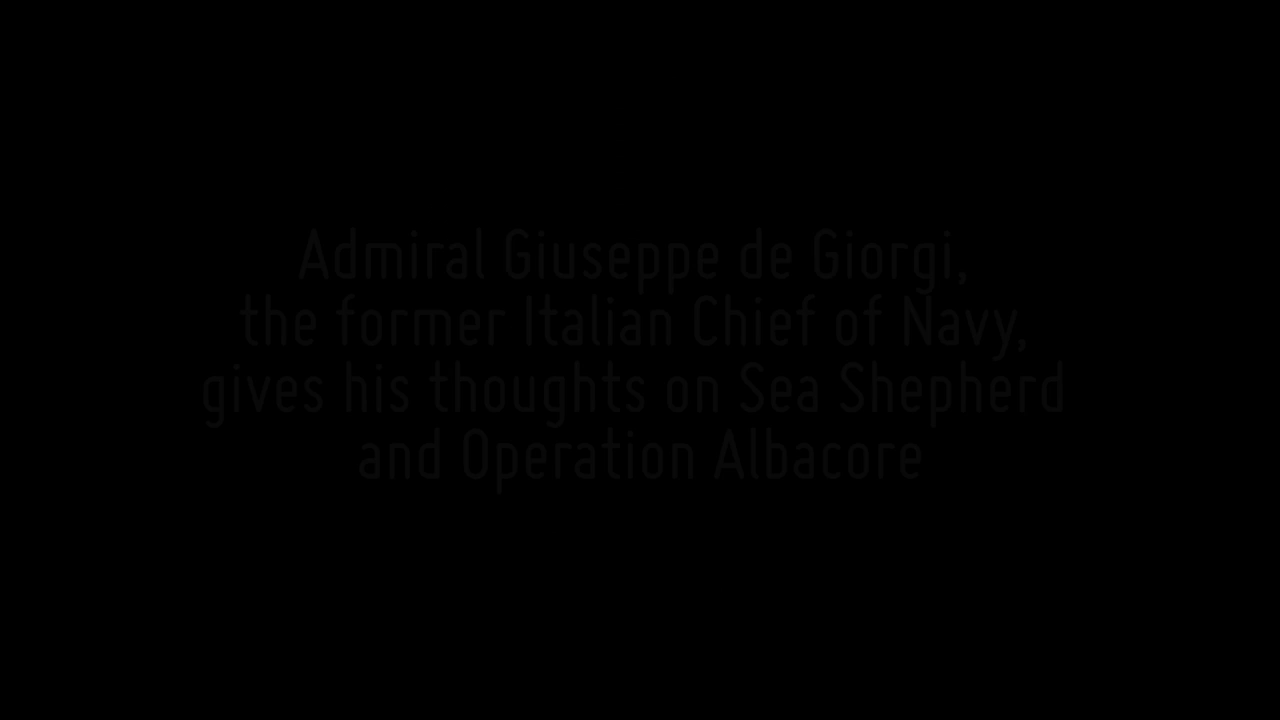 Admiral Giuseppe de Giorgi,
the former Italian Chief of Navy,
gives his thoughts on Sea Shepherd
and Operation Albacore